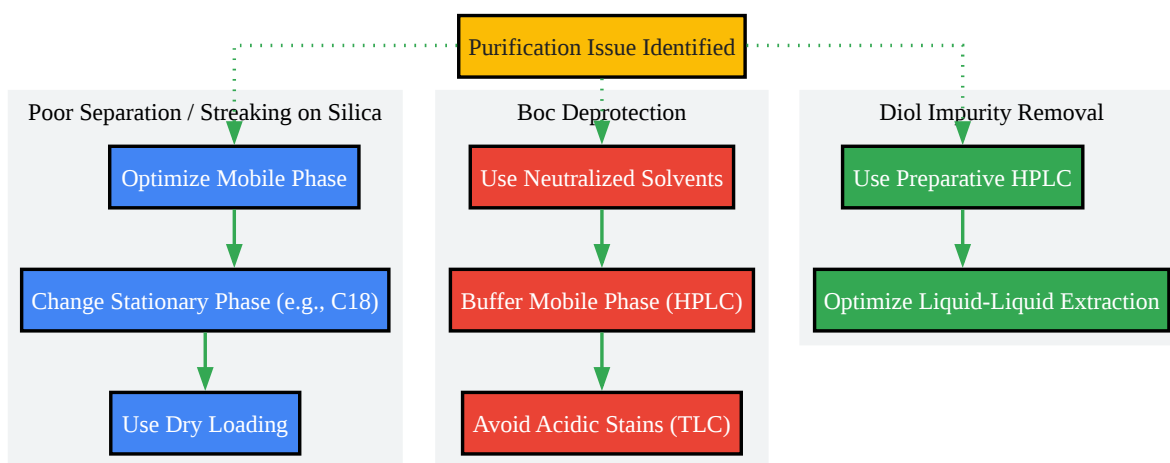 Purification Issue Identified
Poor Separation / Streaking on Silica
Optimize Mobile Phase
Change Stationary Phase (e.g., C18)
Use Dry Loading
Boc Deprotection
Use Neutralized Solvents
Buffer Mobile Phase (HPLC)
Avoid Acidic Stains (TLC)
Diol Impurity Removal
Use Preparative HPLC
Optimize Liquid-Liquid Extraction